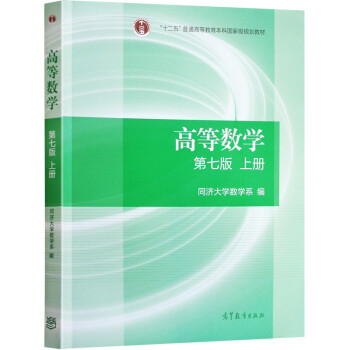 "十二五"普通高等教育本科国家级规划教材
高等数学
第七版 上册
同济大学数学系 编
高等教育出版社
高等数学
第七版 上册
同济大学数学系 编